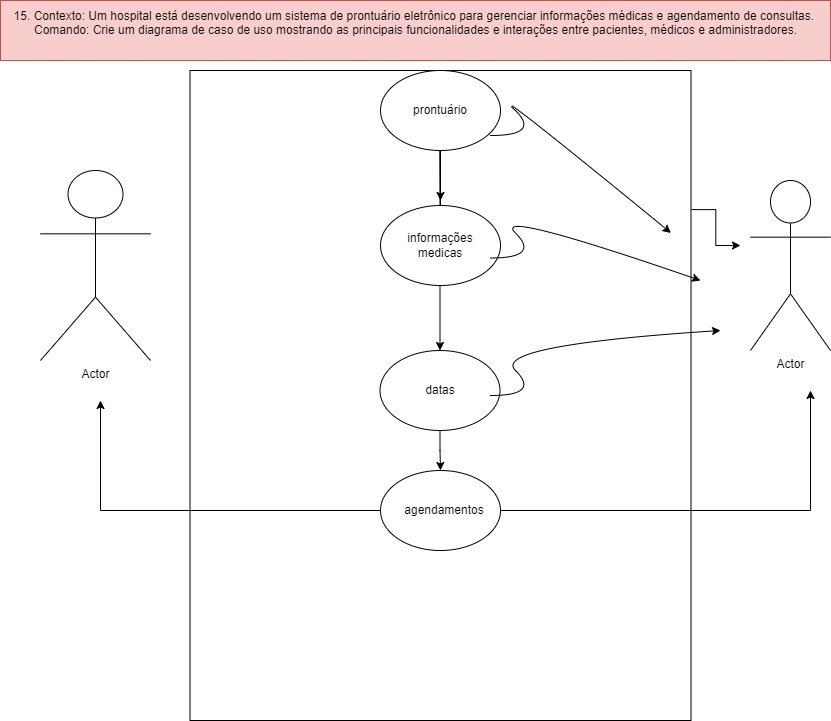 15. Contexto: Um hospital está desenvolvendo um sistema de prontuário eletrônico para gerenciar informações médicas e agendamento de consultas.
Comando: Crie um diagrama de caso de uso mostrando as principais funcionalidades e interações entre pacientes, médicos e administradores.
prontuário
informações
medicas
Actor
Actor
datas
agendamentos